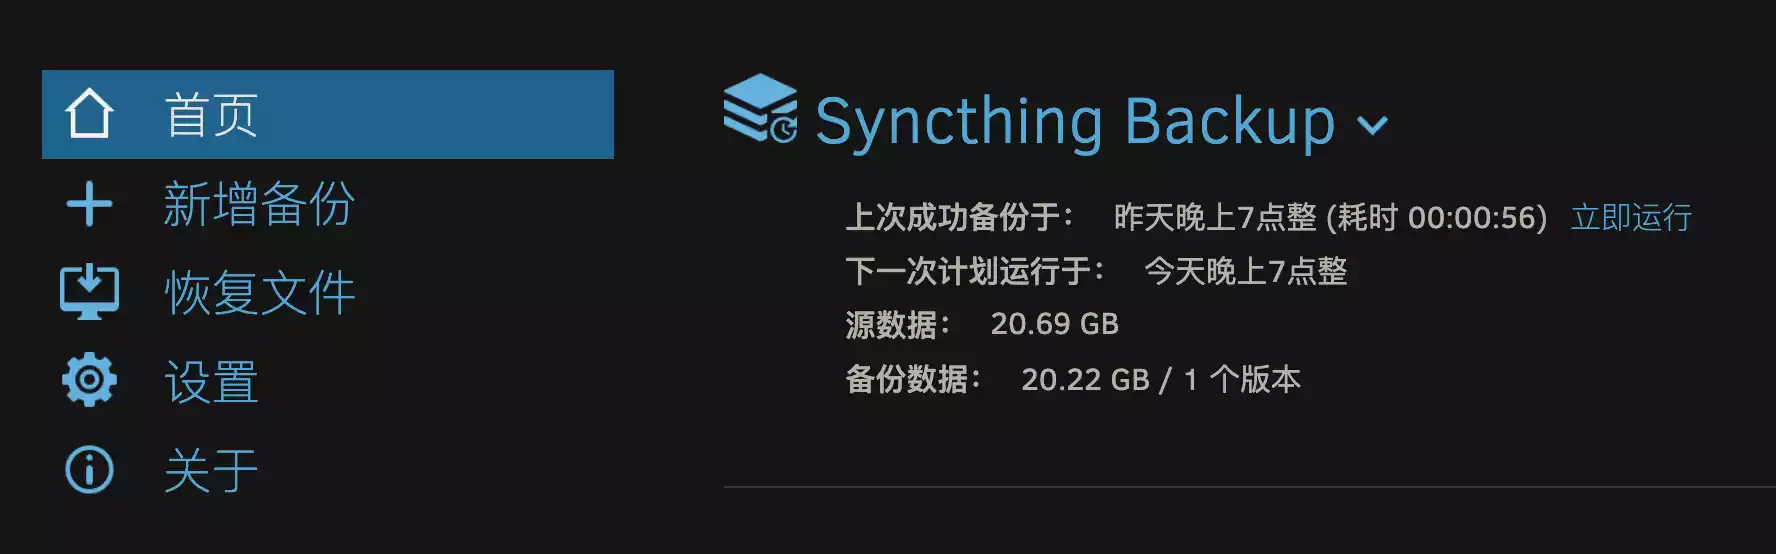 首页
新增备份
恢复文件
设置
关于
Syncthing Backup
上次成功备份于： 昨天晚上7点整 (耗时 00:00:56) 立即运行
下一次计划运行于： 今天晚上7点整
源数据： 20.69 GB
备份数据： 20.22 GB / 1 个版本